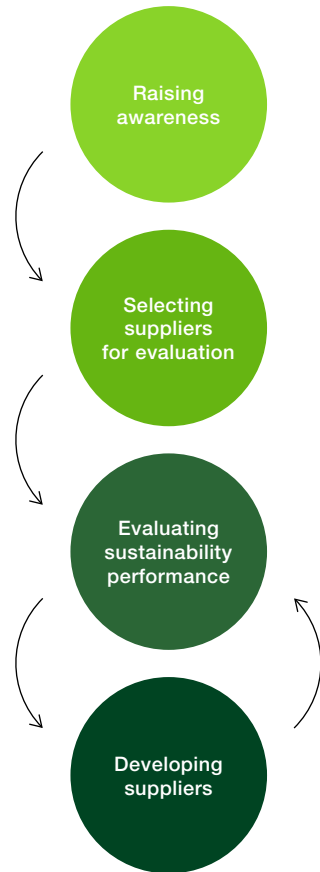 Raising
awareness
Selecting
suppliers
for evaluation
Evaluating
sustainability
performance
Developing
suppliers